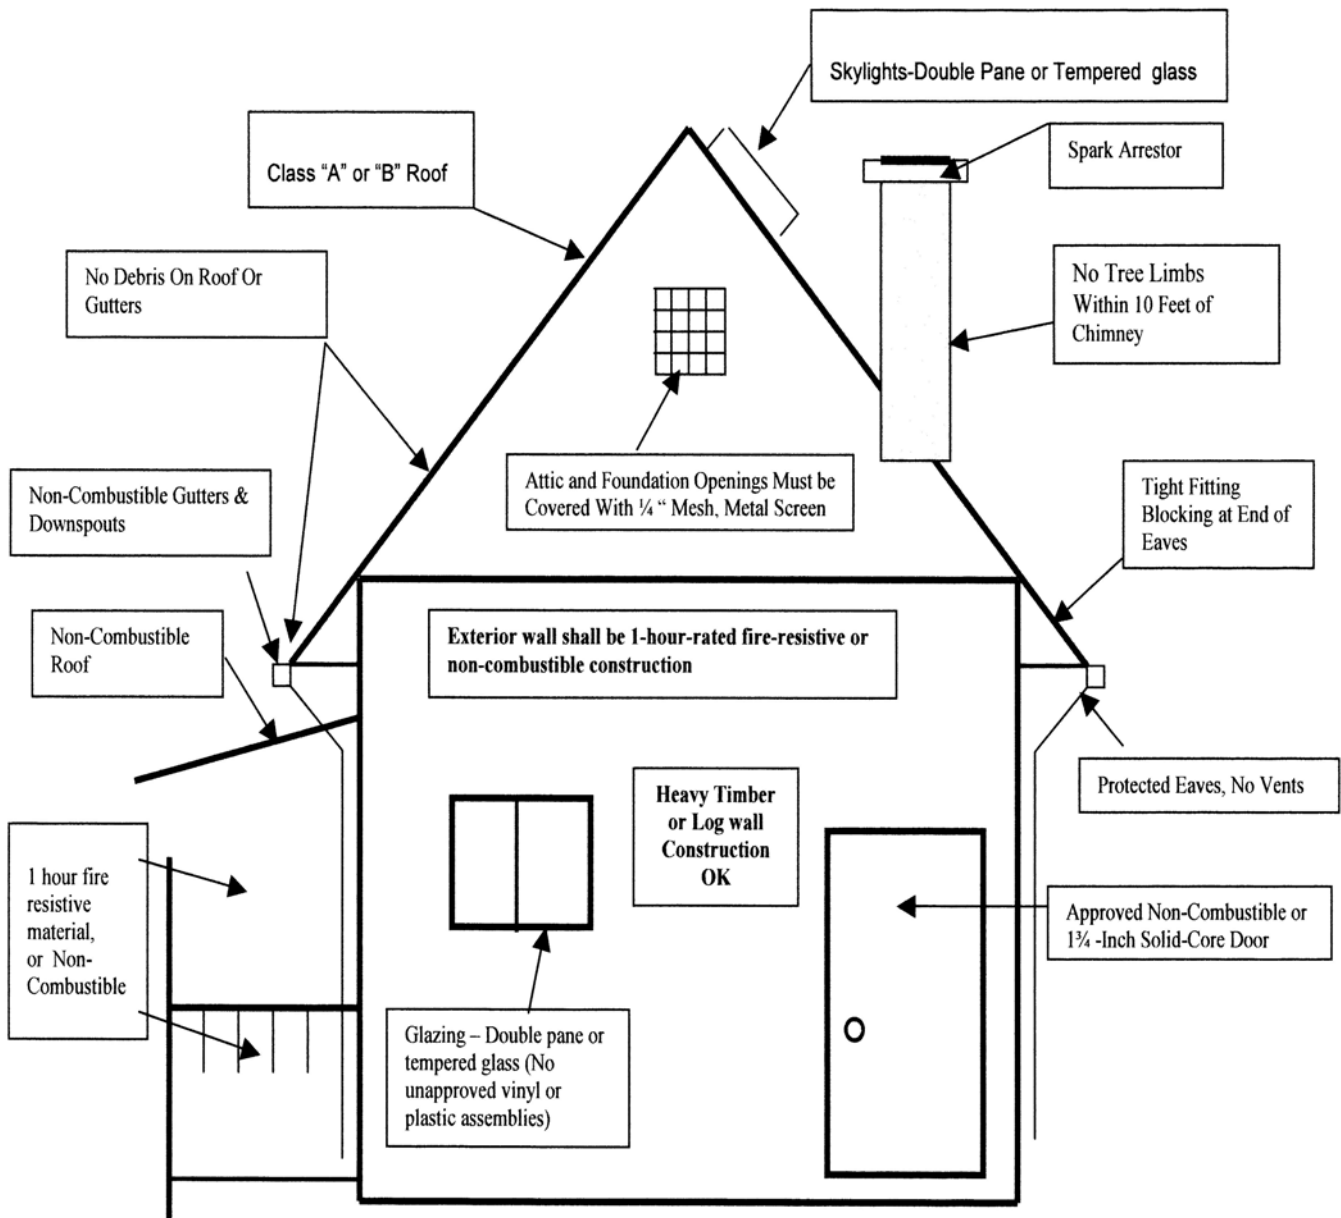 Skylights-Double Pane or Tempered glass
Spark Arrestor
Class “A” or “B” Roof
No Debris On Roof Or
Gutters
No Tree Limbs
Within 10 Feet of
Chimney
Non-Combustible Gutters &
Downspouts
Attic and Foundation Openings Must be
Covered With ¼ “ Mesh, Metal Screen
Tight Fitting
Blocking at End of
Eaves
Non-Combustible
Roof
Exterior wall shall be 1-hour-rated fire-resistive or
non-combustible construction
Protected Eaves, No Vents
Heavy Timber
or Log wall
Construction
OK
1 hour fire
resistive
material,
or Non-
Combustible
Approved Non-Combustible or
1¾ -Inch Solid-Core Door
Glazing – Double pane or
tempered glass (No
unapproved vinyl or
plastic assemblies)